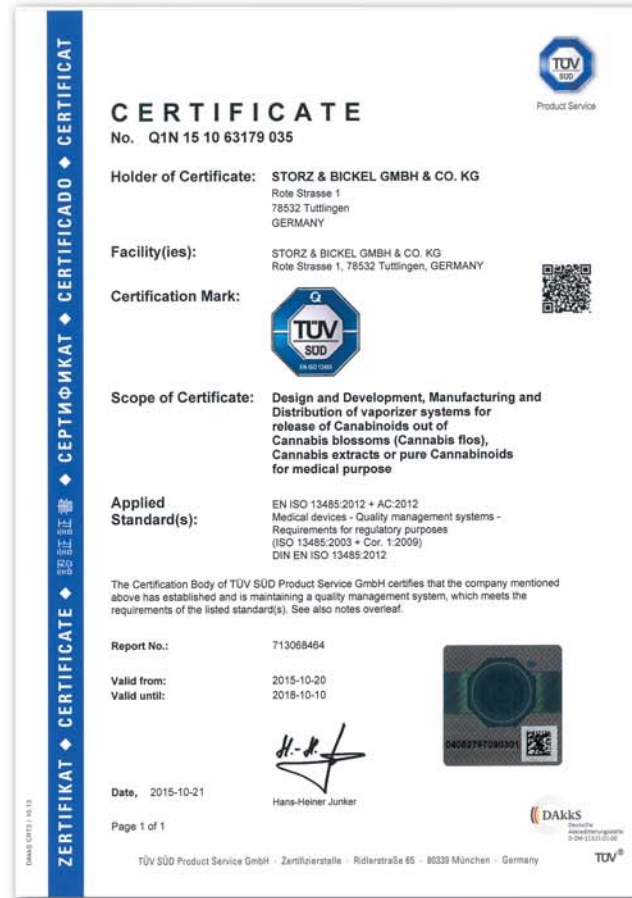 ZERTIFIKAT ◆ CERTIFICATE ◆ 認証証書 ◆ СЕРТИФИКАТ ◆ CERTIFICADO ◆ CERTIFICAT
TÜV
SÜD
Product Service
CERTIFICATE
No. Q1N 15 10 63179 035
Holder of Certificate: STORZ & BICKEL GMBH & CO. KG
Rote Strasse 1
78532 Tuttlingen
GERMANY
Facility(ies): STORZ & BICKEL GMBH & CO. KG
Rote Strasse 1, 78532 Tuttlingen, GERMANY
Certification Mark:
Q
TÜV
SÜD
EN ISO 13485
Scope of Certificate: Design and Development, Manufacturing and
Distribution of vaporizer systems for
release of Canabinoids out of
Cannabis blossoms (Cannabis flos),
Cannabis extracts or pure Cannabinoids
for medical purpose
Applied
Standard(s):
EN ISO 13485:2012 + AC:2012
Medical devices - Quality management systems -
Requirements for regulatory purposes
(ISO 13485:2003 + Cor. 1:2009)
DIN EN ISO 13485:2012
The Certification Body of TÜV SÜD Product Service GmbH certifies that the company mentioned
above has established and is maintaining a quality management system, which meets the
requirements of the listed standard(s). See also notes overleaf.
Report No.: 713068464
Valid from: 2015-10-20
Valid until: 2018-10-10
Date, 2015-10-21
Hans-Heiner Junker
Page 1 of 1
DAkkS
Deutsche
Akkreditierungsstelle
TÜV SÜD Product Service GmbH · Zertifizierstelle · Ridlerstraße 65 · 80339 München · Germany
TÜV®